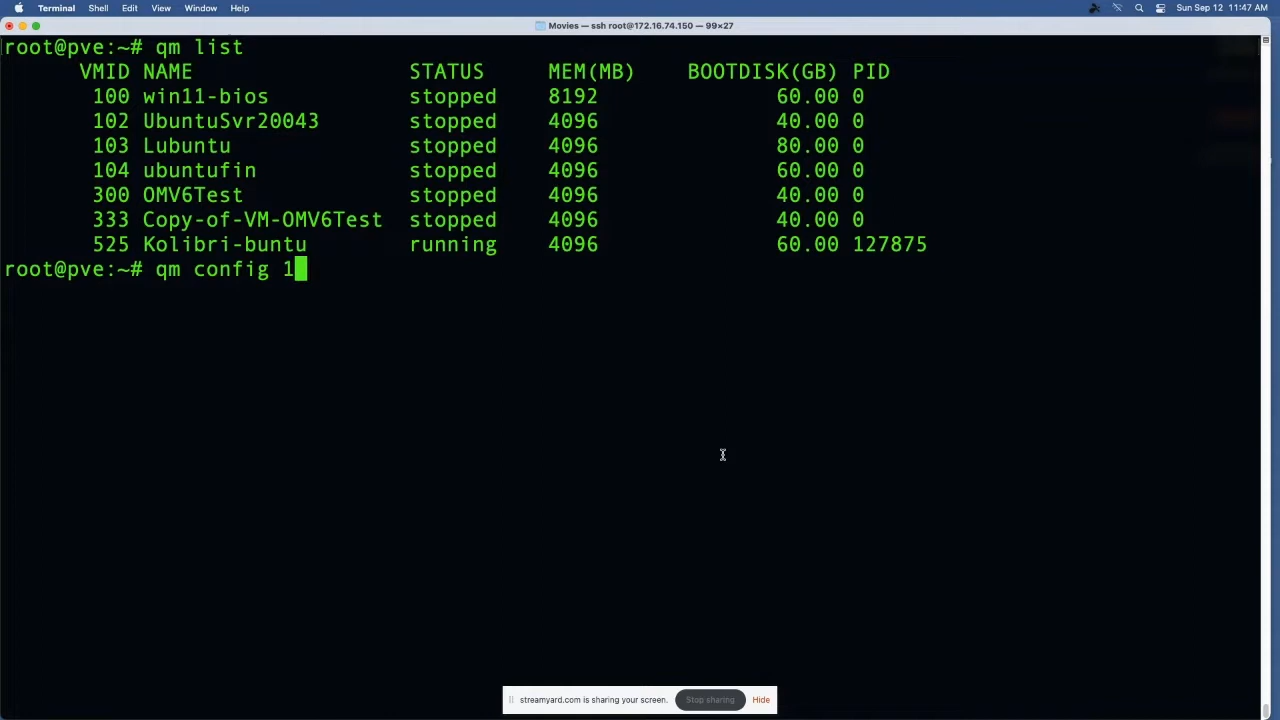 Terminal Shell Edit View Window Help Sun Sep 12 11:47 AM
Movies — ssh root@172.16.74.150 — 99×27
root@pve:~# qm list
VMID NAME STATUS MEM(MB) BOOTDISK(GB) PID
100 win11-bios stopped 8192 60.00 0
102 UbuntuSvr20043 stopped 4096 40.00 0
103 Lubuntu stopped 4096 80.00 0
104 ubuntufin stopped 4096 60.00 0
300 OMV6Test stopped 4096 40.00 0
333 Copy-of-VM-OMV6Test stopped 4096 40.00 0
525 Kolibri-buntu running 4096 60.00 127875
root@pve:~# qm config 1
streamyard.com is sharing your screen. Stop sharing Hide